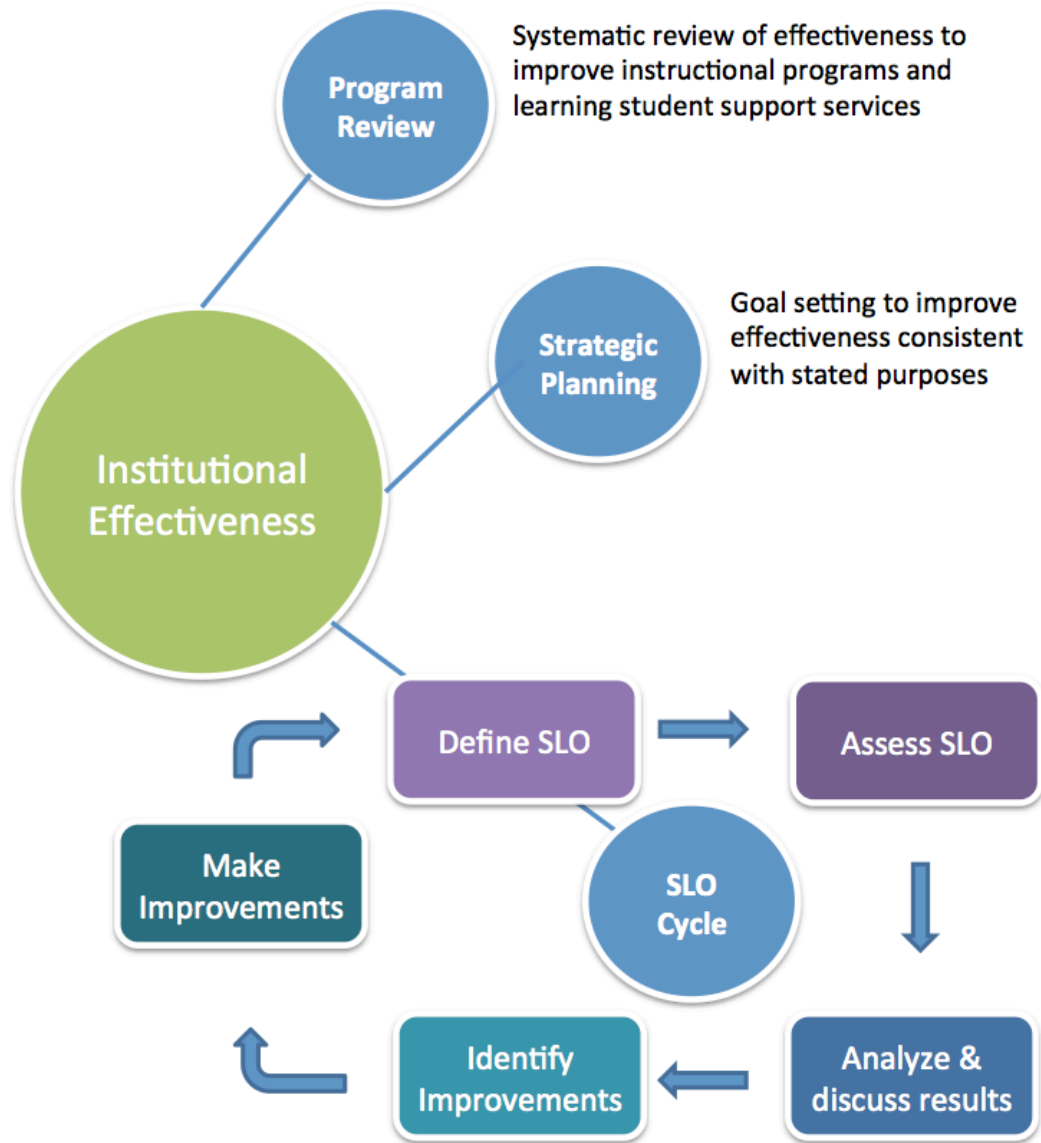 Program
Review
Systematic review of effectiveness to
improve instructional programs and
learning student support services
Strategic
Planning
Goal setting to improve
effectiveness consistent
with stated purposes
Institutional
Effectiveness
Define SLO
Assess SLO
Make
Improvements
SLO
Cycle
Identify
Improvements
Analyze &
discuss results